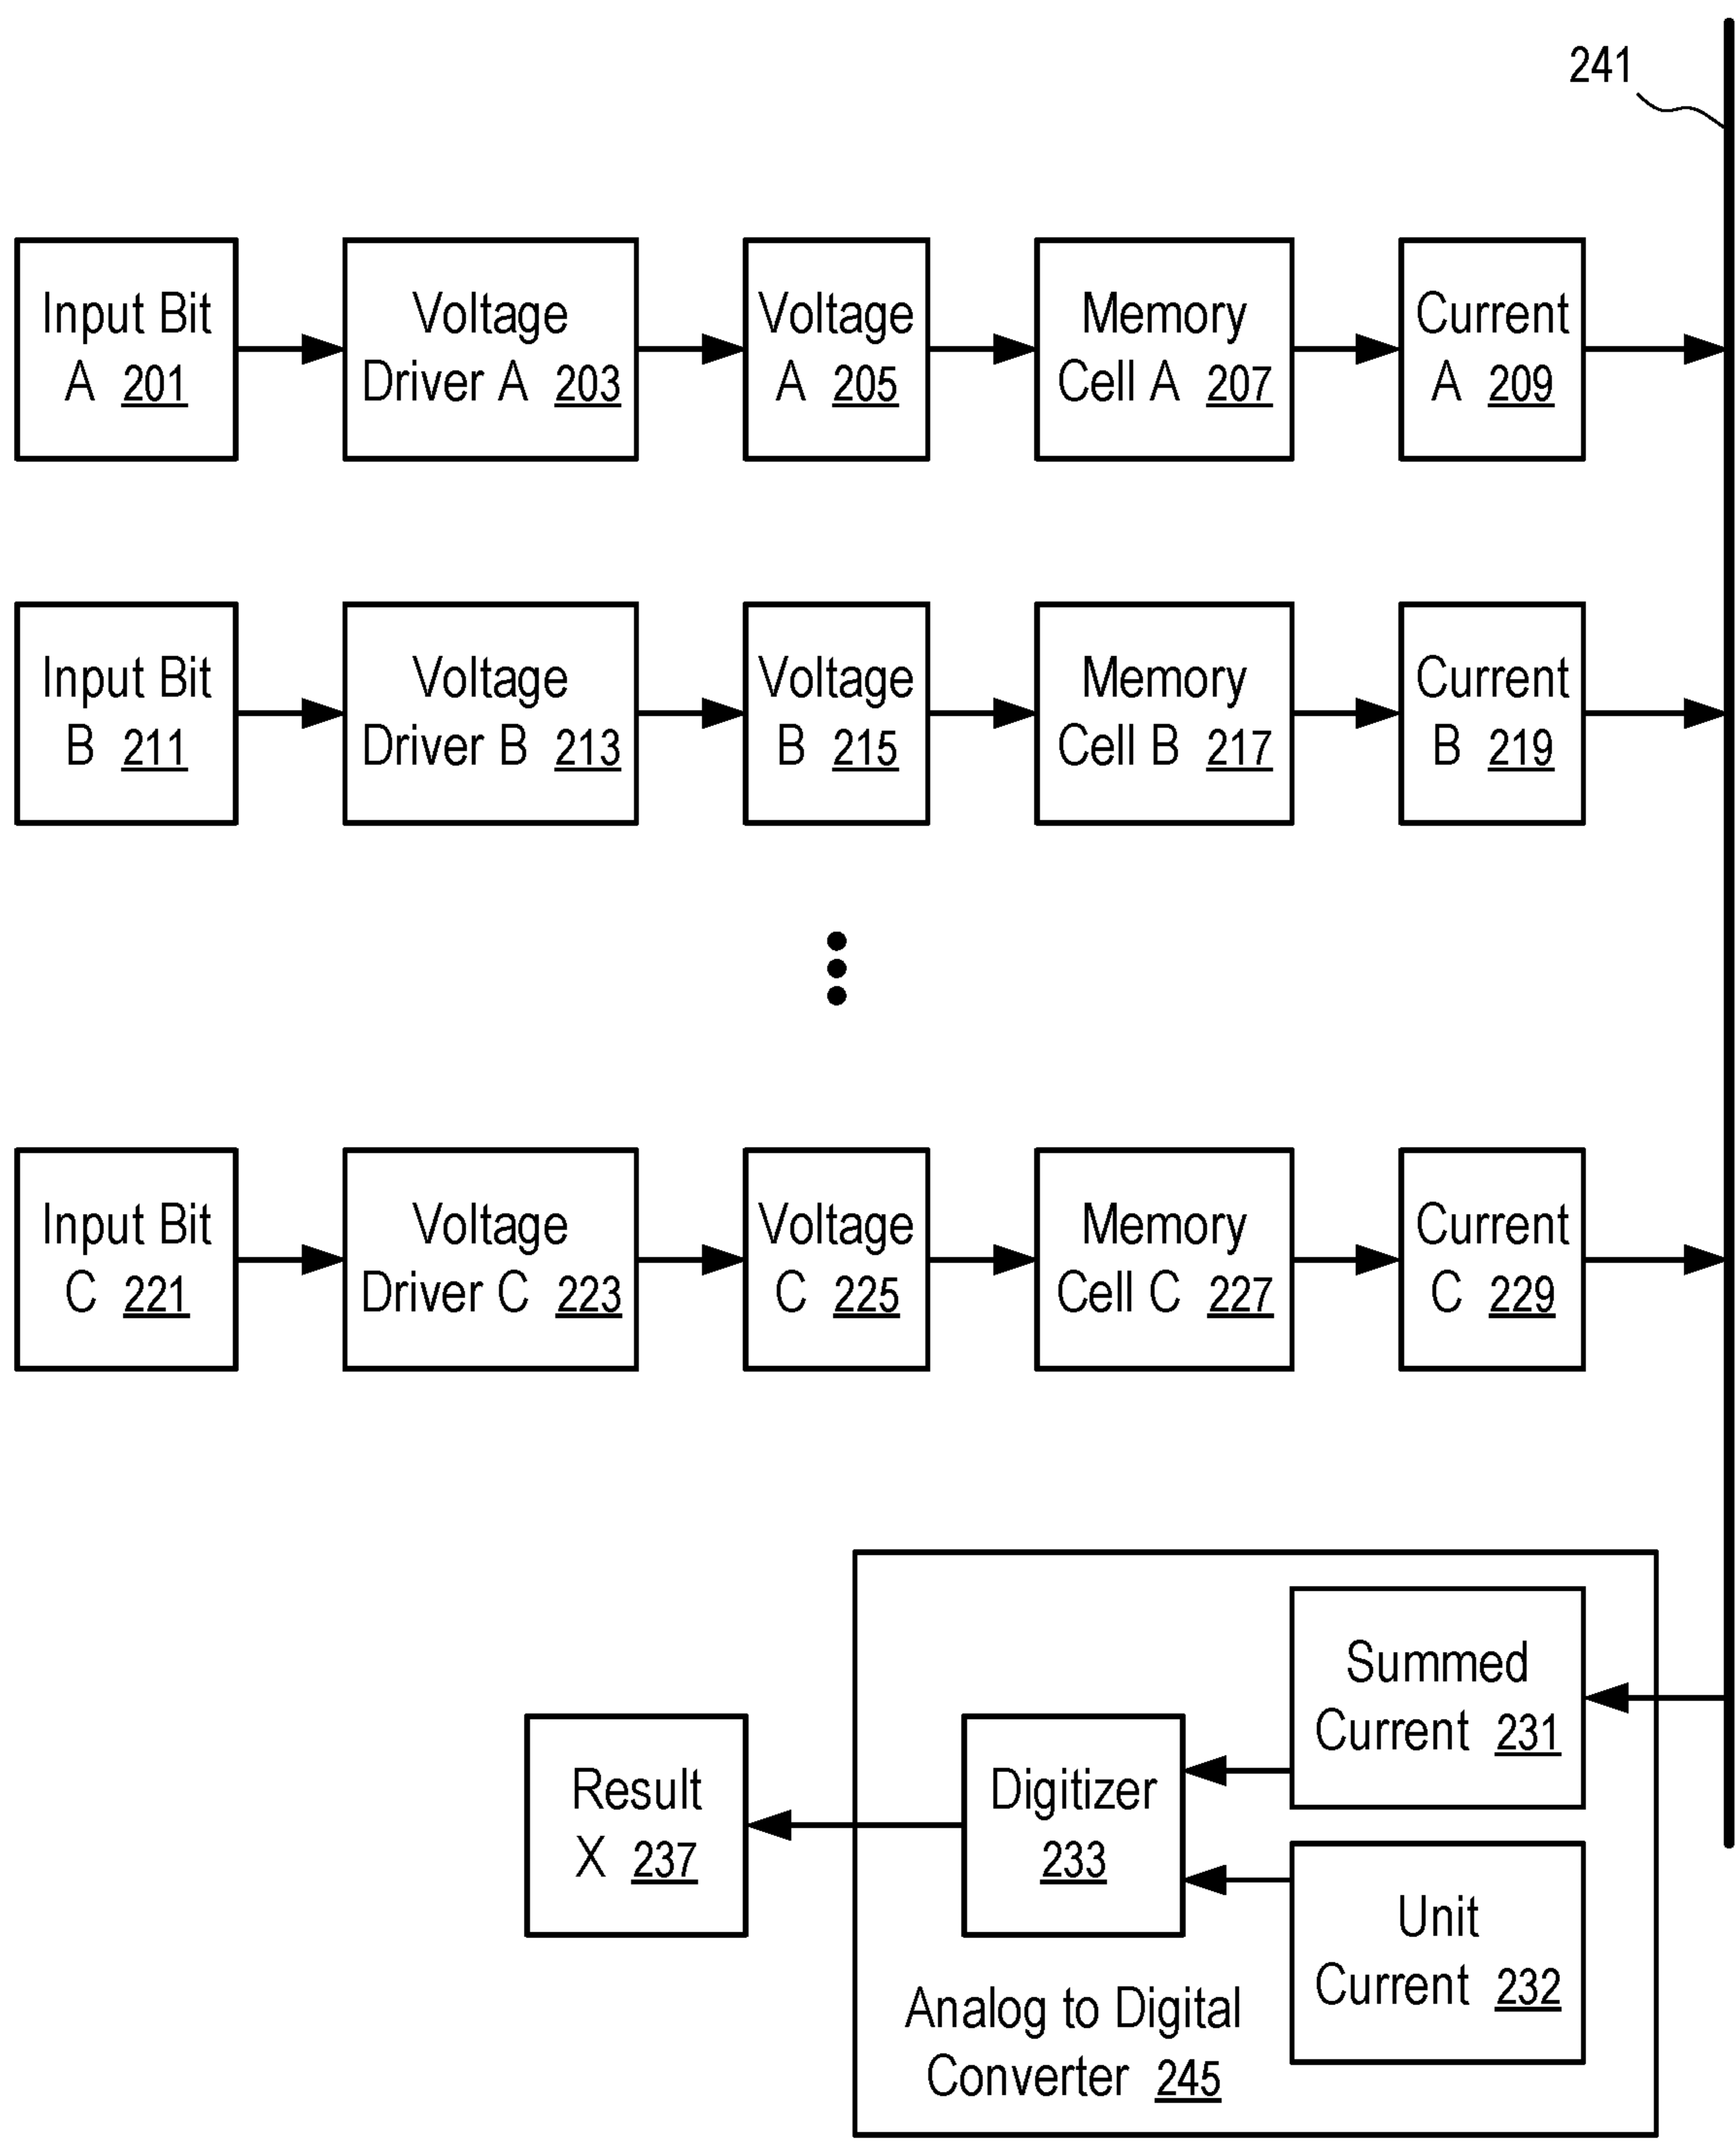 241
Input Bit
A 201
Voltage
Driver A 203
Voltage
A 205
Memory
Cell A 207
Current
A 209
Input Bit
B 211
Voltage
Driver B 213
Voltage
B 215
Memory
Cell B 217
Current
B 219
Input Bit
C 221
Voltage
Driver C 223
Voltage
C 225
Memory
Cell C 227
Current
C 229
Summed
Current 231
Result
X 237
Digitizer
233
Unit
Current 232
Analog to Digital
Converter 245